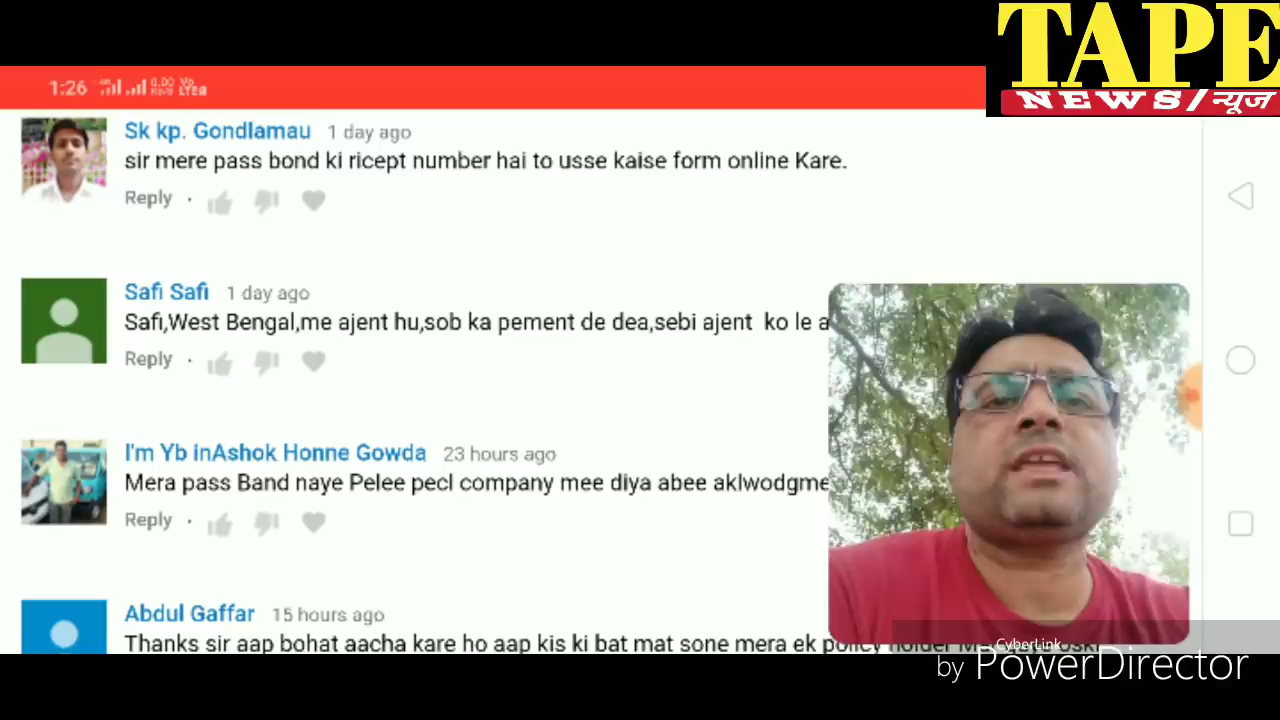 TAPE
NEWS/न्यूज
1:26
Sk kp. Gondlamau 1 day ago
sir mere pass bond ki ricept number hai to usse kaise form online Kare.
Reply
Safi Safi 1 day ago
Safi,West Bengal,me ajent hu,sob ka pement de dea,sebi ajent ko le a
Reply
I'm Yb inAshok Honne Gowda 23 hours ago
Mera pass Band naye Pelee pecl company mee diya abee aklwodgme
Reply
Abdul Gaffar 15 hours ago
Thanks sir aap bohat aacha kare ho aap kis ki bat mat sone mera ek policy holder
CyberLink
by PowerDirector